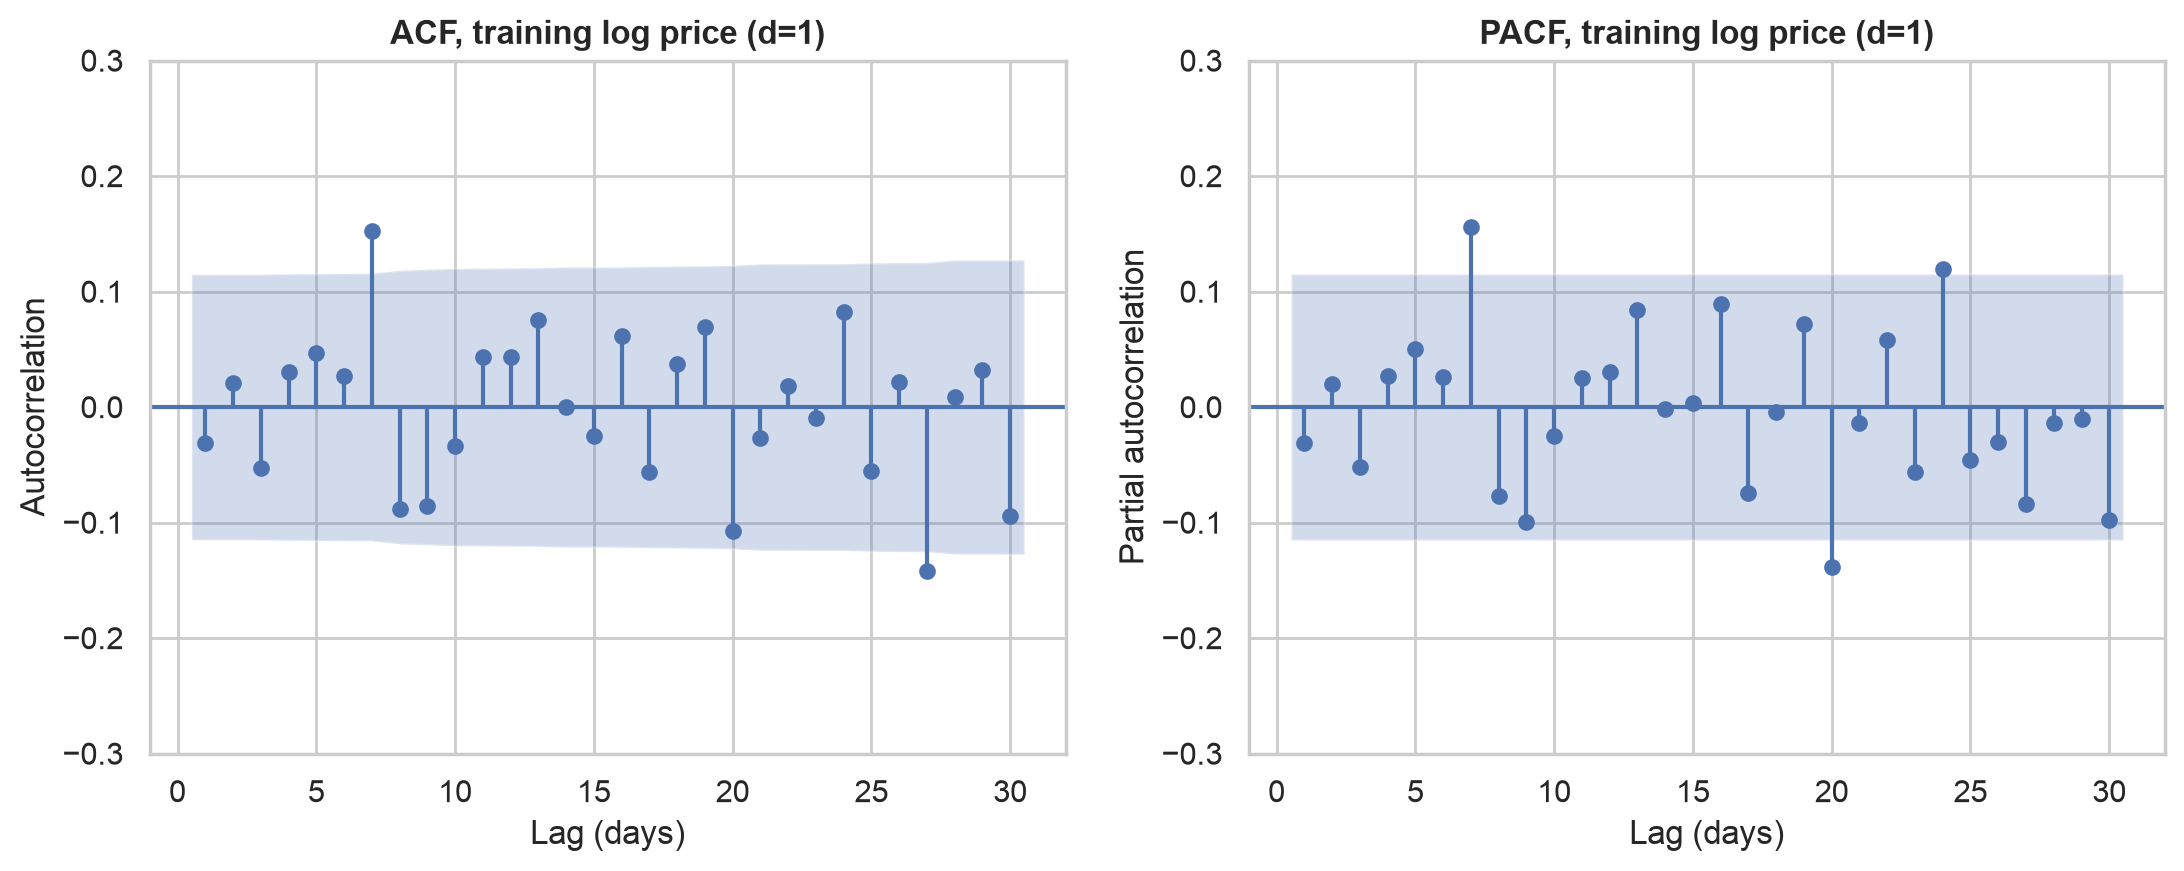 ACF, training log price (d=1)
0.3
0.2
0.1
0.0
−0.1
−0.2
−0.3
Autocorrelation
0 5 10 15 20 25 30
Lag (days)
PACF, training log price (d=1)
0.3
0.2
0.1
0.0
−0.1
−0.2
−0.3
Partial autocorrelation
0 5 10 15 20 25 30
Lag (days)